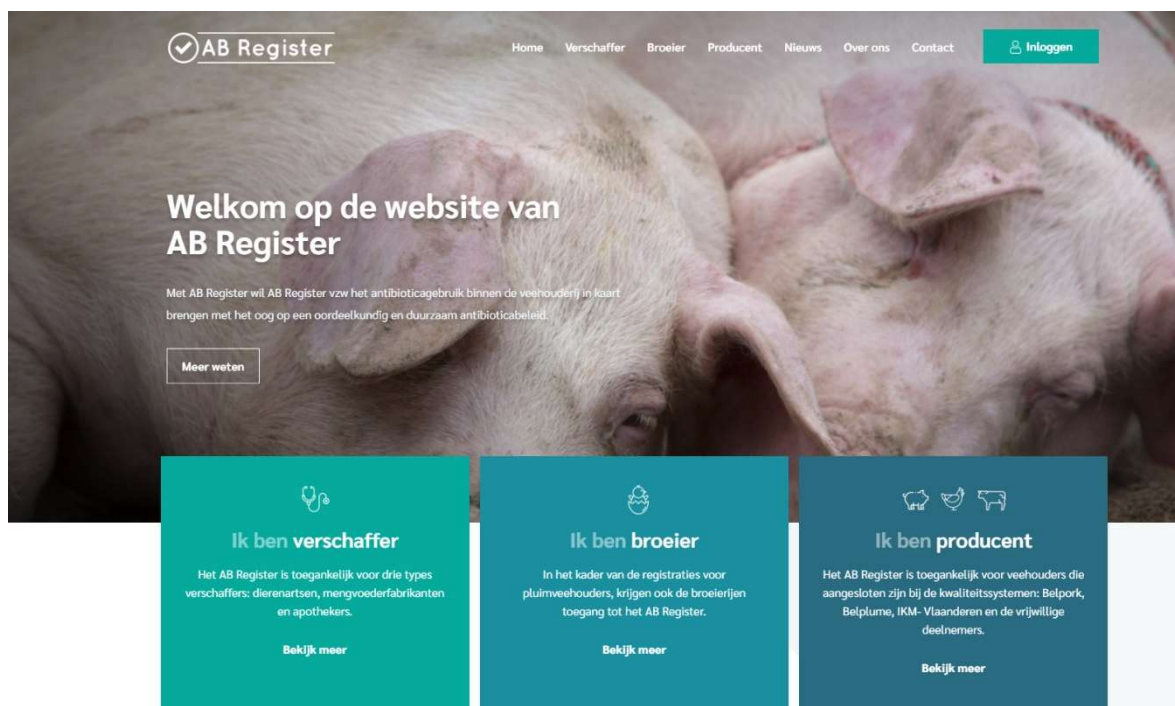 AB Register
Home Verschaffer Broeier Producent Nieuws Over ons Contact Inloggen
Welkom op de website van
AB Register
Met AB Register wil AB Register vzw het antibioticagebruik binnen de veehouderij in kaart
brengen met het oog op een oordeelkundig en duurzaam antibioticabeleid.
Meer weten
Ik ben verschaffer
Het AB Register is toegankelijk voor drie types
verschaffers: dierenartsen, mengvoederfabrikanten
en apothekers.
Bekijk meer
Ik ben broeier
In het kader van de registraties voor
pluimveehouders, krijgen ook de broeierijen
toegang tot het AB Register.
Bekijk meer
Ik ben producent
Het AB Register is toegankelijk voor veehouders die
aangesloten zijn bij de kwaliteitssystemen: Belpork,
Belplume, IKM- Vlaanderen en de vrijwillige
deelnemers.
Bekijk meer